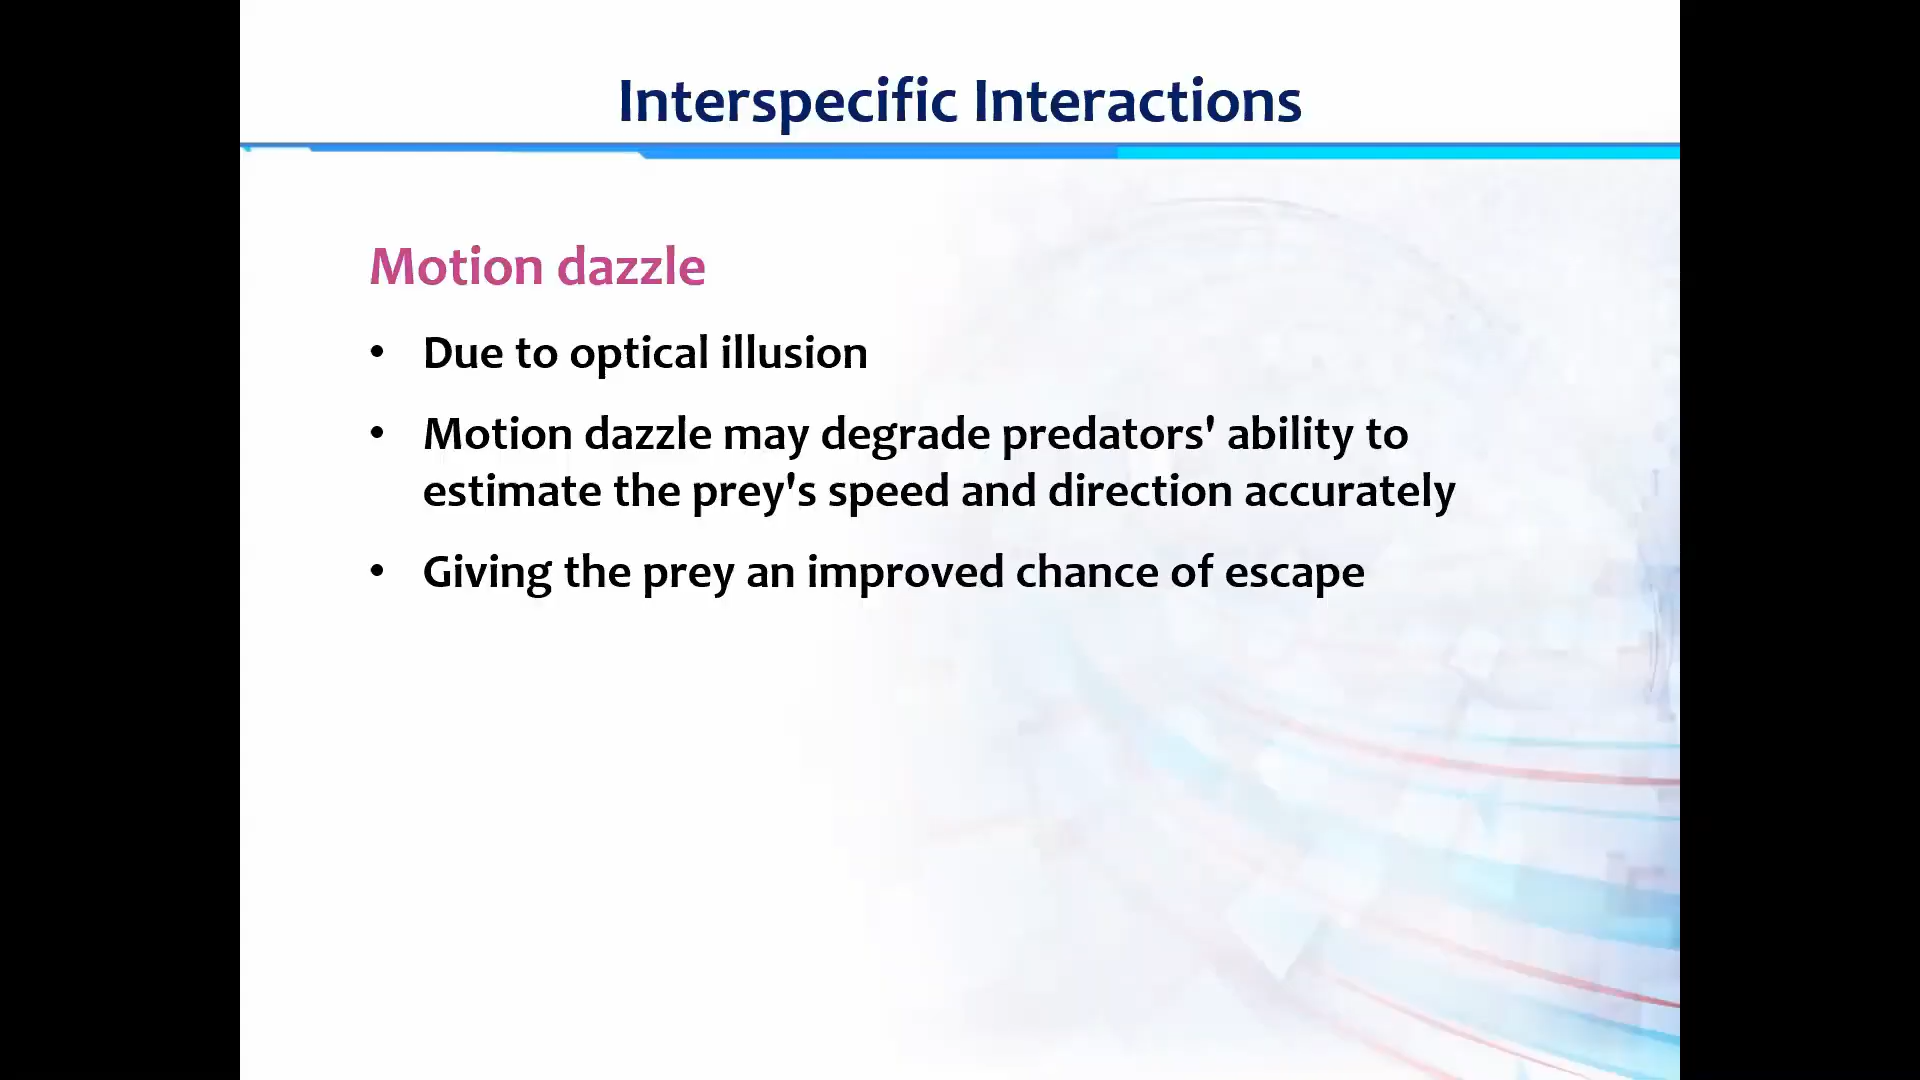 Interspecific Interactions
Motion dazzle
• Due to optical illusion
• Motion dazzle may degrade predators' ability to
estimate the prey's speed and direction accurately
• Giving the prey an improved chance of escape